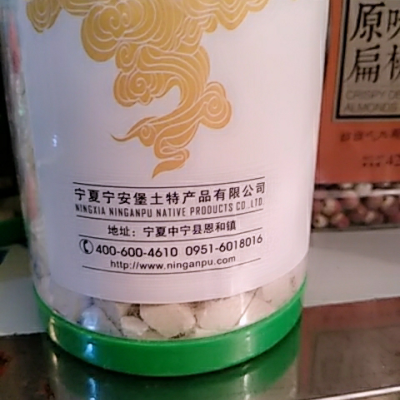 宁夏宁安堡土特产品有限公司
NINGXIA NINGANPU NATIVE PRODUCTS CO.,LTD.
地址：宁夏中宁县恩和镇
400-600-4610 0951-6018016
http://www.ninganpu.com
原味
扁桃
CRISPY
ALMONDS